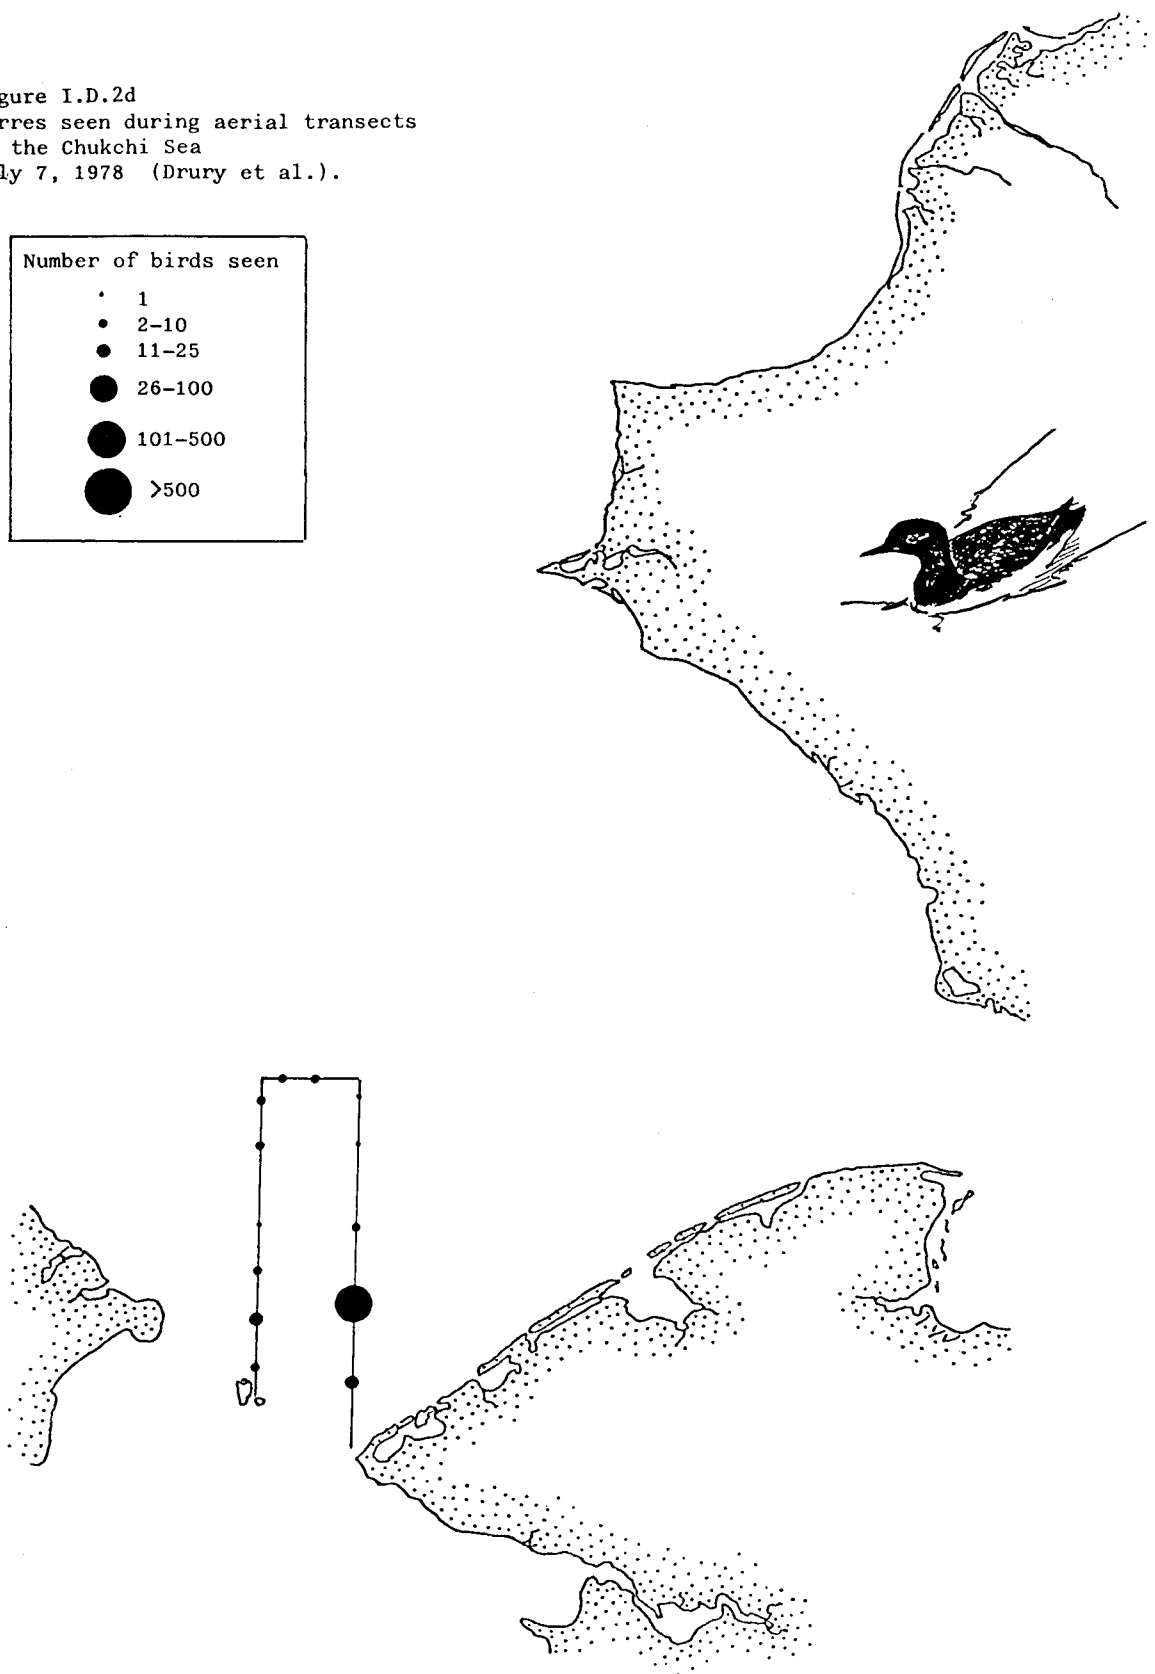 gure I.D.2d
rres seen during aerial transects
the Chukchi Sea
ly 7, 1978 (Drury et al.).
Number of birds seen
1
2-10
11-25
26-100
101-500
>500